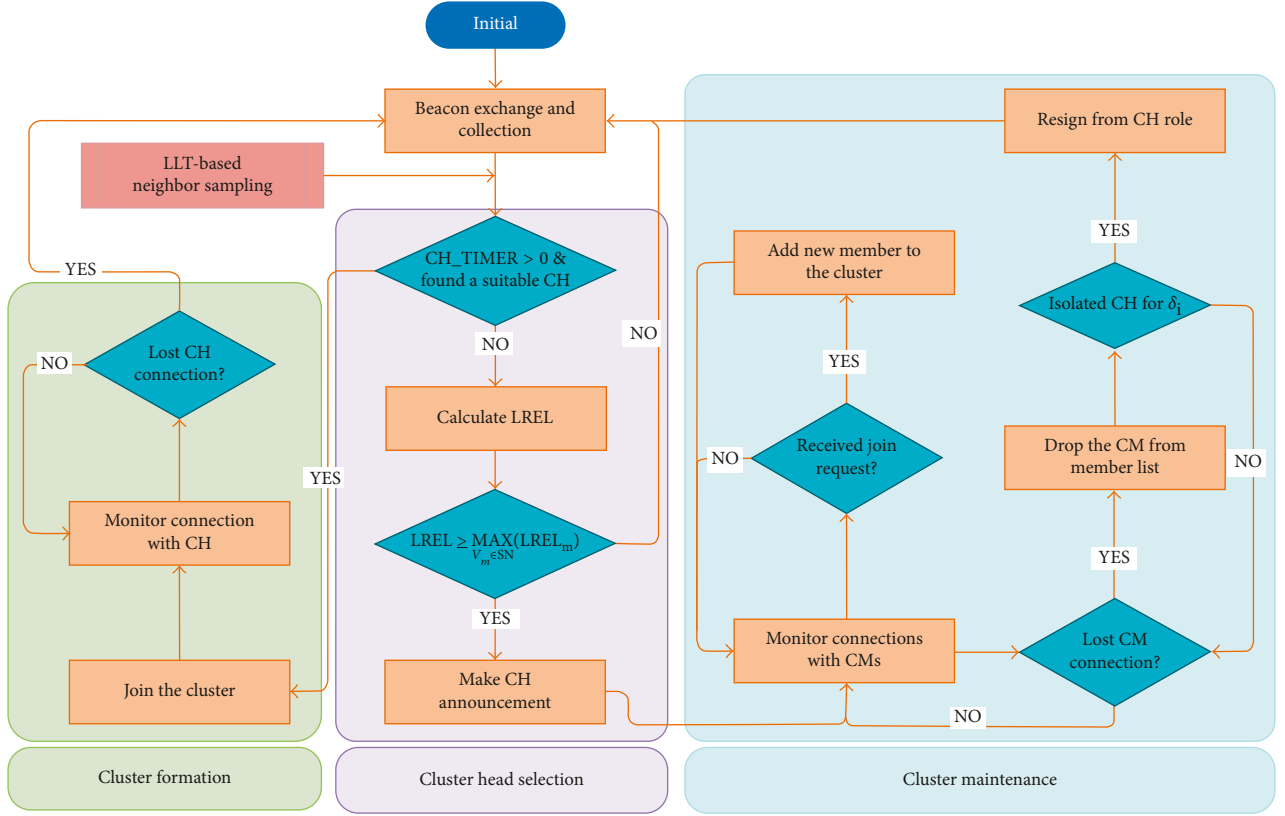 Initial
Beacon exchange and
collection
Resign from CH role
LLT-based
neighbor sampling
YES
Add new member to
the cluster
CH_TIMER > 0 &
found a suitable CH
YES
Isolated CH for δi
NO
NO
Lost CH
connection?
NO
YES
YES
Calculate LREL
Received join
request?
NO
Drop the CM from
member list
NO
YES
Monitor connection
with CH
LREL ≥ MAX(LRELm)
Vm∈SN
YES
YES
Monitor connections
with CMs
Lost CM
connection?
Join the cluster
Make CH
announcement
NO
Cluster formation
Cluster head selection
Cluster maintenance